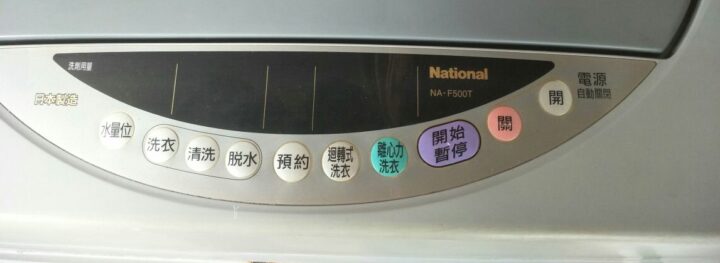 洗劑用量
National
NA-F500T
日本製造
電源
自動關閉
水量位
洗衣
清洗
脫水
預約
迴轉式
洗衣
離心力
洗衣
開始
暫停
關
開